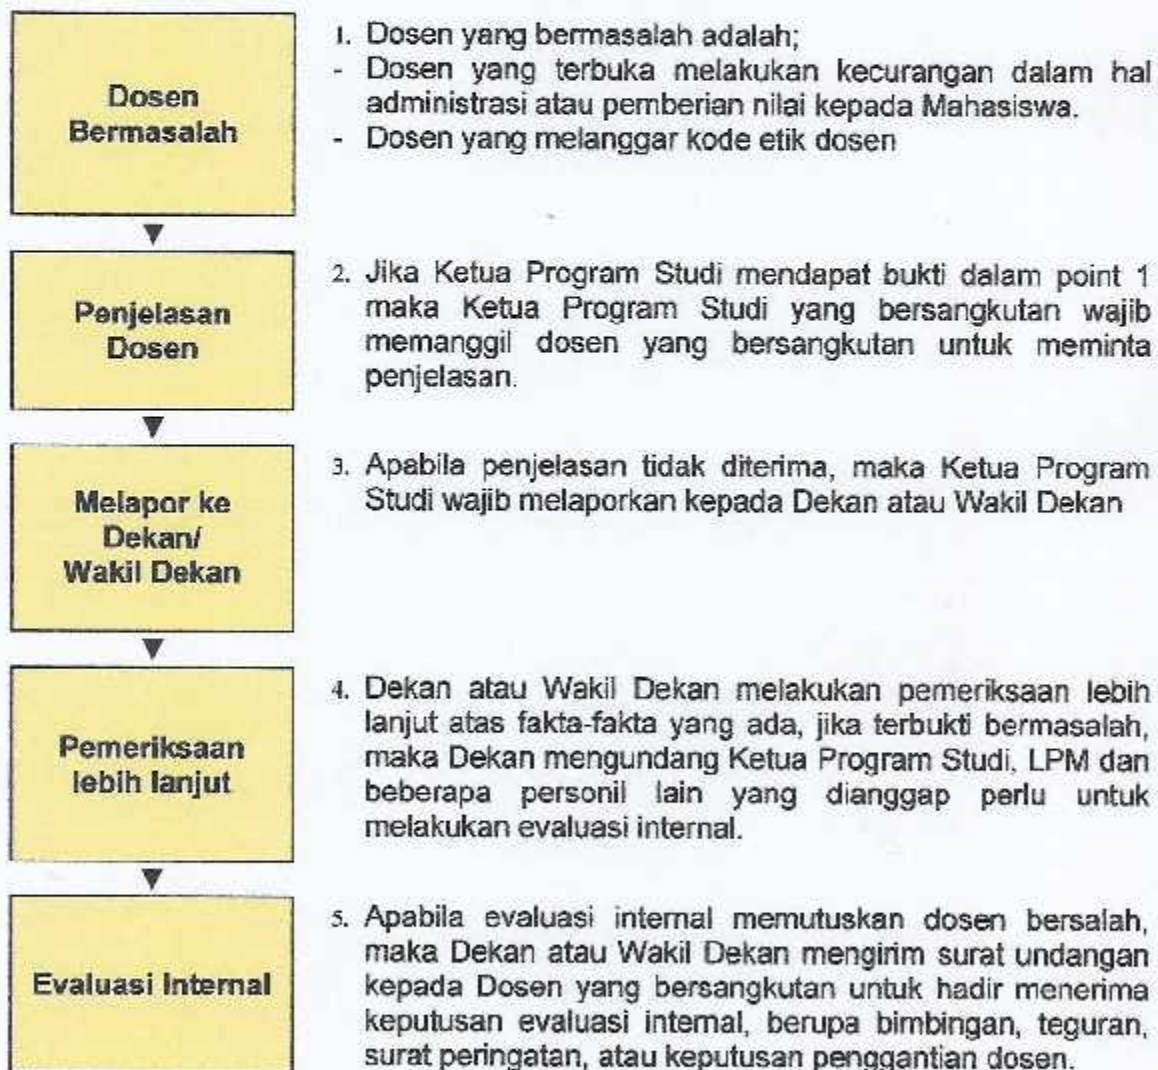 Dosen
Bermasalah
1. Dosen yang bermasalah adalah;
- Dosen yang terbuka melakukan kecurangan dalam hal
administrasi atau pemberian nilai kepada Mahasiswa.
- Dosen yang melanggar kode etik dosen
Penjelasan
Dosen
2. Jika Ketua Program Studi mendapat bukti dalam point 1
maka Ketua Program Studi yang bersangkutan wajib
memanggil dosen yang bersangkutan untuk meminta
penjelasan.
Melapor ke
Dekan/
Wakil Dekan
3. Apabila penjelasan tidak diterima, maka Ketua Program
Studi wajib melaporkan kepada Dekan atau Wakil Dekan
Pemeriksaan
lebih lanjut
4. Dekan atau Wakil Dekan melakukan pemeriksaan lebih
lanjut atas fakta-fakta yang ada, jika terbukti bermasalah,
maka Dekan mengundang Ketua Program Studi, LPM dan
beberapa personil lain yang dianggap perlu untuk
melakukan evaluasi internal.
Evaluasi Internal
5. Apabila evaluasi internal memutuskan dosen bersalah,
maka Dekan atau Wakil Dekan mengirim surat undangan
kepada Dosen yang bersangkutan untuk hadir menerima
keputusan evaluasi internal, berupa bimbingan, teguran,
surat peringatan, atau keputusan penggantian dosen.